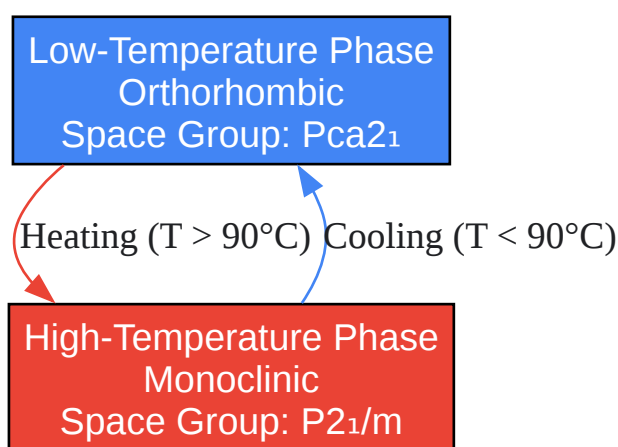 Low-Temperature Phase
Orthorhombic
Space Group: Pca2₁
Heating (T > 90°C)
Cooling (T < 90°C)
High-Temperature Phase
Monoclinic
Space Group: P2₁/m